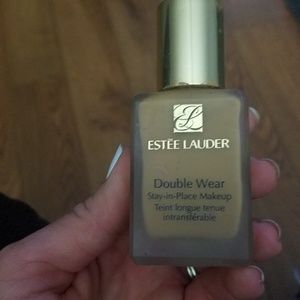 ESTĒE LAUDER
Double Wear
Stay-in-Place Makeup
Teint longue tenue
intransférable